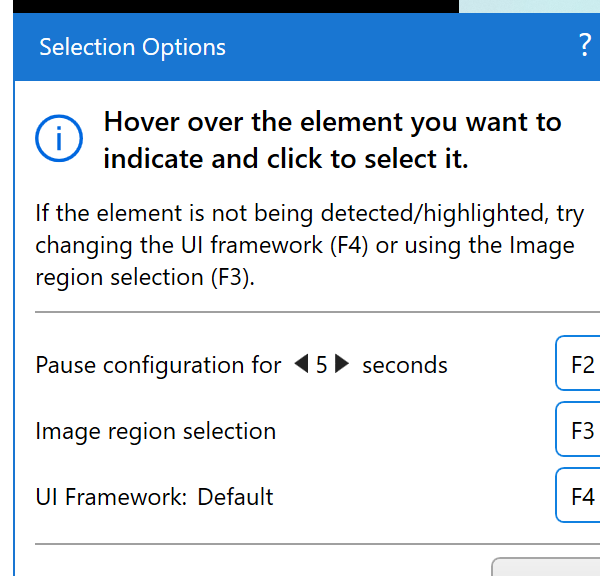 Selection Options ?
i
Hover over the element you want to
indicate and click to select it.
If the element is not being detected/highlighted, try
changing the UI framework (F4) or using the Image
region selection (F3).
Pause configuration for 5 seconds F2
Image region selection F3
UI Framework: Default F4